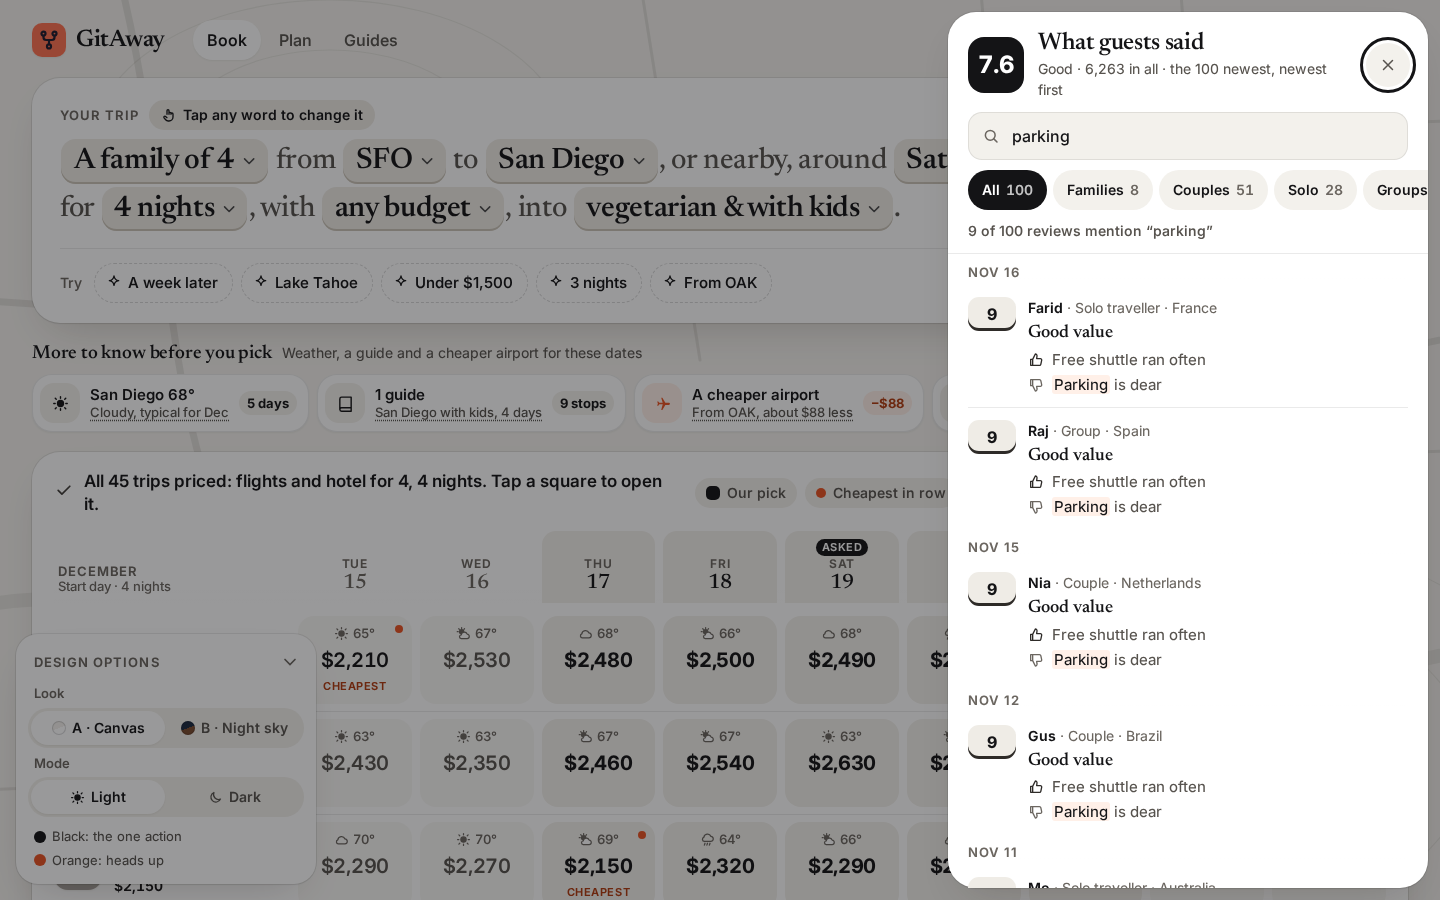 GitAway
Book
Plan
Guides
YOUR TRIP
Tap any word to change it
A family of 4 from SFO to San Diego, or nearby, around Sat
for 4 nights, with any budget, into vegetarian & with kids.
Try
A week later
Lake Tahoe
Under $1,500
3 nights
From OAK
More to know before you pick
Weather, a guide and a cheaper airport for these dates
San Diego 68°
Cloudy, typical for Dec
5 days
1 guide
San Diego with kids, 4 days
9 stops
A cheaper airport
From OAK, about $88 less
−$88
All 45 trips priced: flights and hotel for 4, 4 nights. Tap a square to open
it.
Our pick
Cheapest in row
DECEMBER
Start day · 4 nights
TUE
15
WED
16
THU
17
FRI
18
ASKED
SAT
19
65°
$2,210
CHEAPEST
67°
$2,530
68°
$2,480
66°
$2,500
68°
$2,490
63°
$2,430
63°
$2,350
67°
$2,460
67°
$2,540
63°
$2,630
70°
$2,290
70°
$2,270
69°
$2,150
CHEAPEST
64°
$2,320
66°
$2,290
DESIGN OPTIONS
Look
A · Canvas
B · Night sky
Mode
Light
Dark
Black: the one action
Orange: heads up
$2,150
7.6
What guests said
Good · 6,263 in all · the 100 newest, newest
first
parking
All 100
Families 8
Couples 51
Solo 28
Groups
9 of 100 reviews mention “parking”
NOV 16
9
Farid · Solo traveller · France
Good value
Free shuttle ran often
Parking is dear
9
Raj · Group · Spain
Good value
Free shuttle ran often
Parking is dear
NOV 15
9
Nia · Couple · Netherlands
Good value
Free shuttle ran often
Parking is dear
NOV 12
9
Gus · Couple · Brazil
Good value
Free shuttle ran often
Parking is dear
NOV 11
Solo traveller · Australia